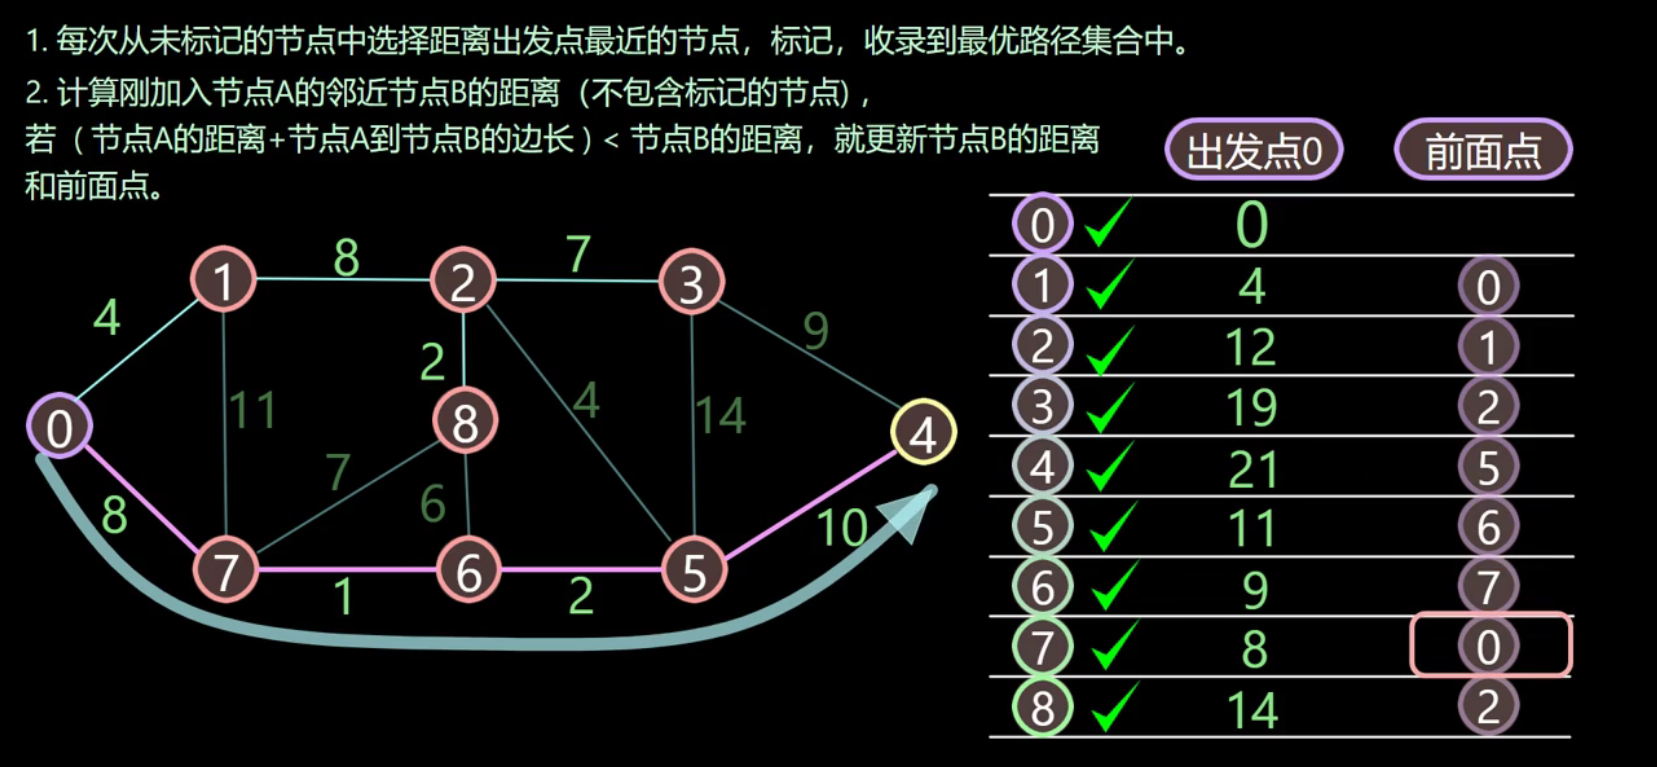 1. 每次从未标记的节点中选择距离出发点最近的节点，标记，收录到最优路径集合中。
2. 计算刚加入节点A的邻近节点B的距离（不包含标记的节点)，
若（节点A的距离+节点A到节点B的边长）< 节点B的距离，就更新节点B的距离
和前面点。
出发点0 前面点
0 0
1 4 0
2 12 1
3 19 2
4 21 5
5 11 6
6 9 7
7 8 0
8 14 2
8 7
1 2 3
4 9
2
11 4 14
0 8 4
7 6
8 10
7 6 5
1 2